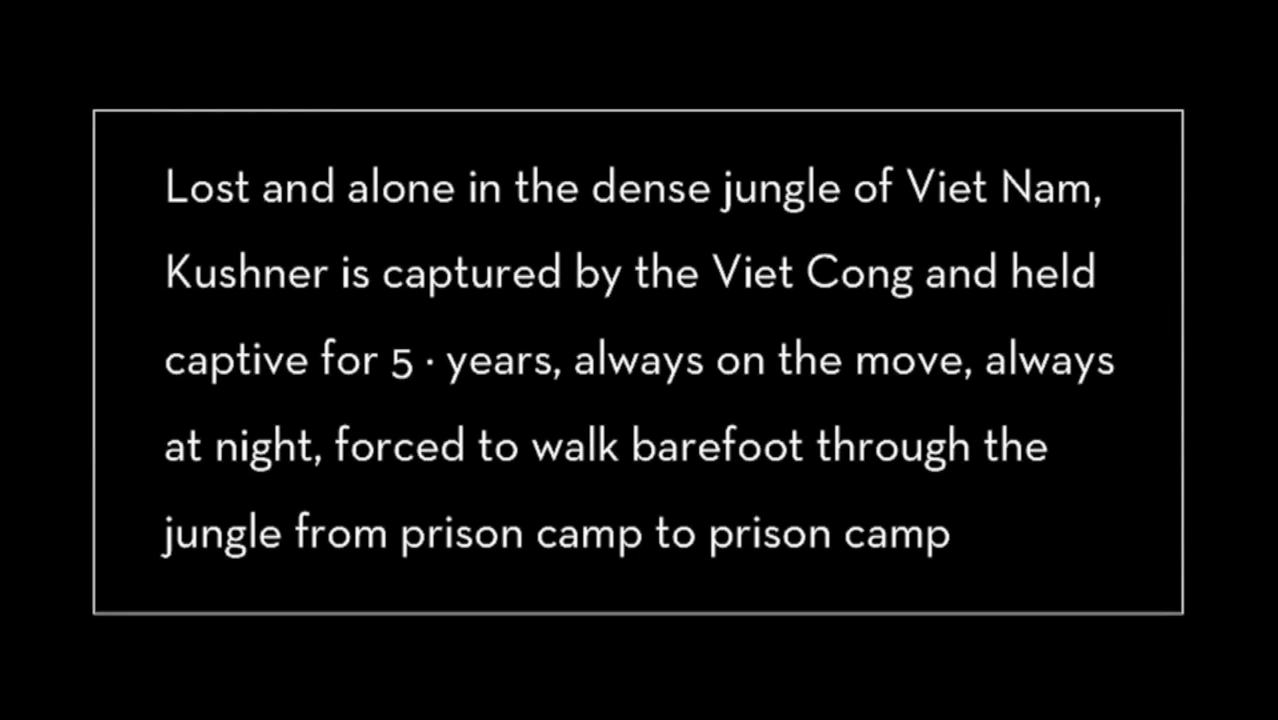 Lost and alone in the dense jungle of Viet Nam,
Kushner is captured by the Viet Cong and held
captive for 5 · years, always on the move, always
at night, forced to walk barefoot through the
jungle from prison camp to prison camp